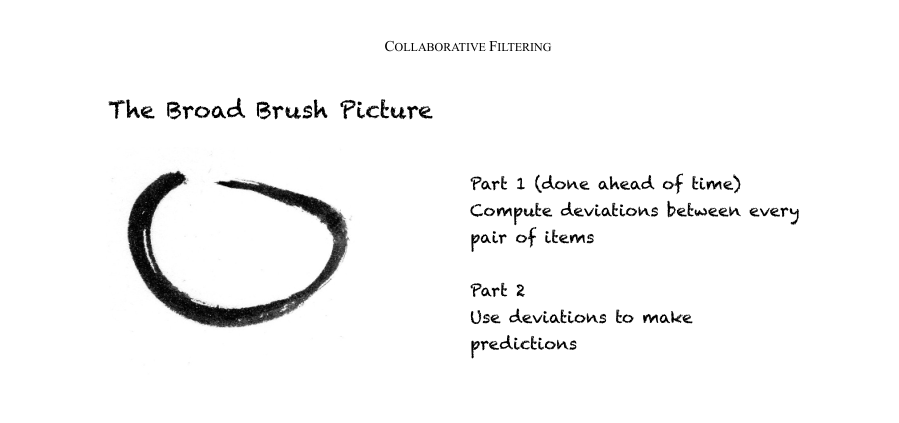 COLLABORATIVE FILTERING
The Broad Brush Picture
Part 1 (done ahead of time)
Compute deviations between every
pair of items
Part 2
Use deviations to make
predictions